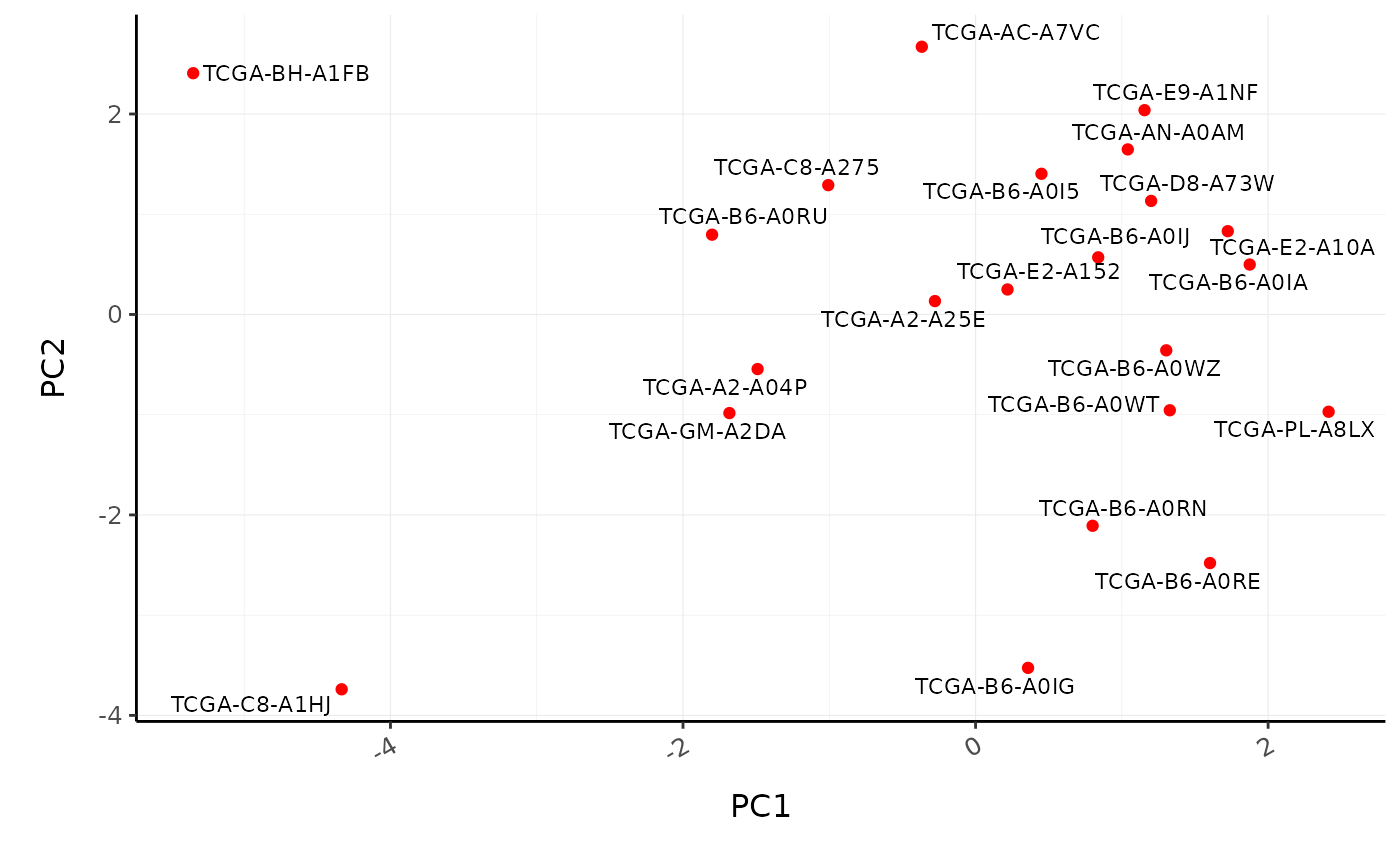 TCGA-AC-A7VC
TCGA-BH-A1FB
TCGA-E9-A1NF
2
TCGA-AN-A0AM
TCGA-C8-A275
TCGA-B6-A0I5
TCGA-D8-A73W
TCGA-B6-A0RU
TCGA-B6-A0IJ
TCGA-E2-A10A
TCGA-E2-A152
TCGA-B6-A0IA
0
TCGA-A2-A25E
PC2
TCGA-B6-A0WZ
TCGA-A2-A04P
TCGA-B6-A0WT
TCGA-GM-A2DA
TCGA-PL-A8LX
-2
TCGA-B6-A0RN
TCGA-B6-A0RE
TCGA-B6-A0IG
TCGA-C8-A1HJ
-4
-4
-2
0
2
PC1